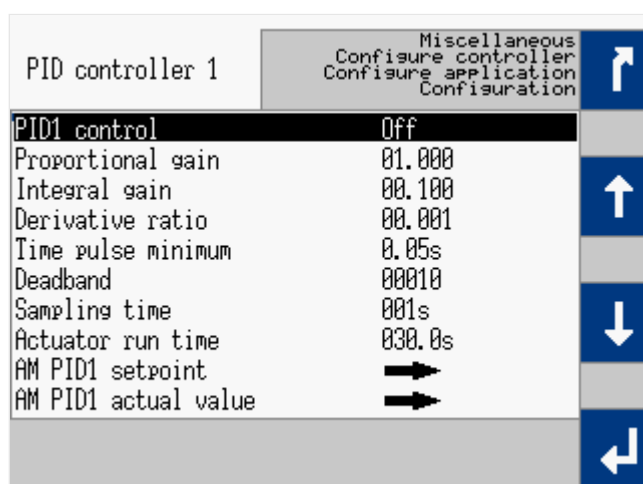 PID controller 1
Miscellaneous
Configure controller
Configure application
Configuration
PID1 control Off
Proportional gain 01.000
Integral gain 00.100
Derivative ratio 00.001
Time pulse minimum 0.05s
Deadband 00010
Sampling time 001s
Actuator run time 030.0s
AM PID1 setpoint
AM PID1 actual value